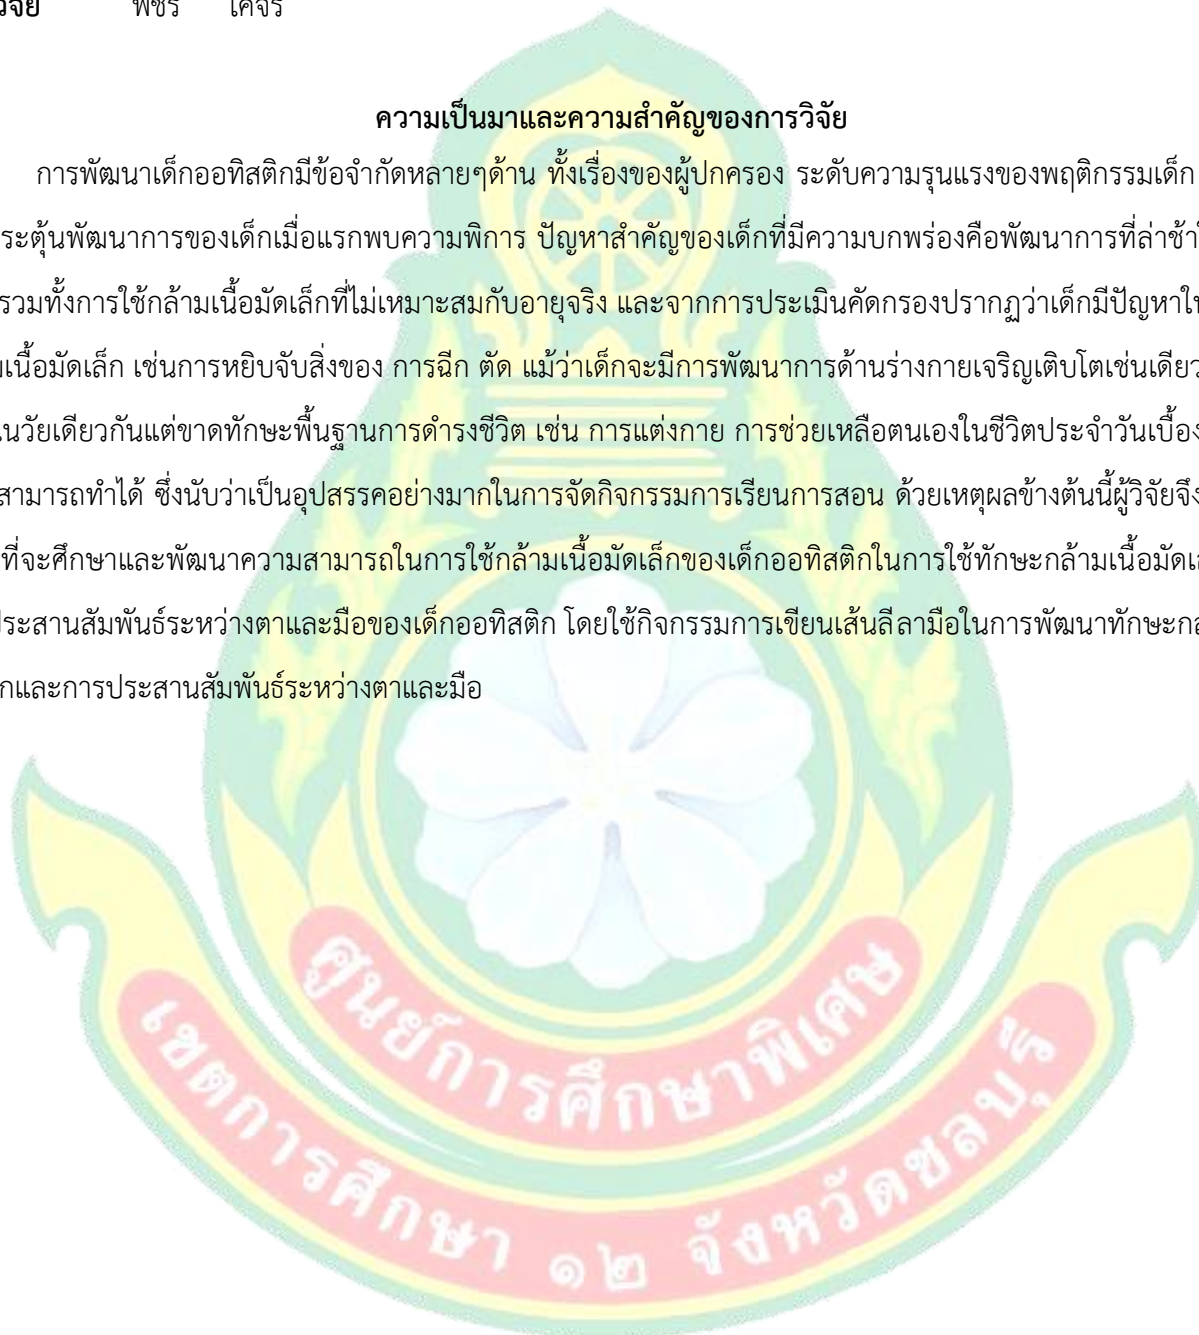 วิจัย พัชรี โคจร
ความเป็นมาและความสำคัญของการวิจัย
การพัฒนาเด็กออทิสติกมีข้อจำกัดหลายๆด้าน ทั้งเรื่องของผู้ปกครอง ระดับความรุนแรงของพฤติกรรมเด็ก
ระตุ้นพัฒนาการของเด็กเมื่อแรกพบความพิการ ปัญหาสำคัญของเด็กที่มีความบกพร่องคือพัฒนาการที่ล่าช้า
รวมทั้งการใช้กล้ามเนื้อมัดเล็กที่ไม่เหมาะสมกับอายุจริง และจากการประเมินคัดกรองปรากฏว่าเด็กมีปัญหาใน
เนื้อมัดเล็ก เช่นการหยิบจับสิ่งของ การฉีก ตัด แม้ว่าเด็กจะมีการพัฒนาการด้านร่างกายเจริญเติบโตเช่นเดียว
นวัยเดียวกันแต่ขาดทักษะพื้นฐานการดำรงชีวิต เช่น การแต่งกาย การช่วยเหลือตนเองในชีวิตประจำวันเบื้อง
สามารถทำได้ ซึ่งนับว่าเป็นอุปสรรคอย่างมากในการจัดกิจกรรมการเรียนการสอน ด้วยเหตุผลข้างต้นนี้ผู้วิจัยจึง
ที่จะศึกษาและพัฒนาความสามารถในการใช้กล้ามเนื้อมัดเล็กของเด็กออทิสติกในการใช้ทักษะกล้ามเนื้อมัดเ
ประสานสัมพันธ์ระหว่างตาและมือของเด็กออทิสติก โดยใช้กิจกรรมการเขียนเส้นลีลามือในการพัฒนาทักษะก
กและการประสานสัมพันธ์ระหว่างตาและมือ
ศูนย์การศึกษาพิเศษ
เขตการศึกษา ๑๒ จังหวัดชลบุรี